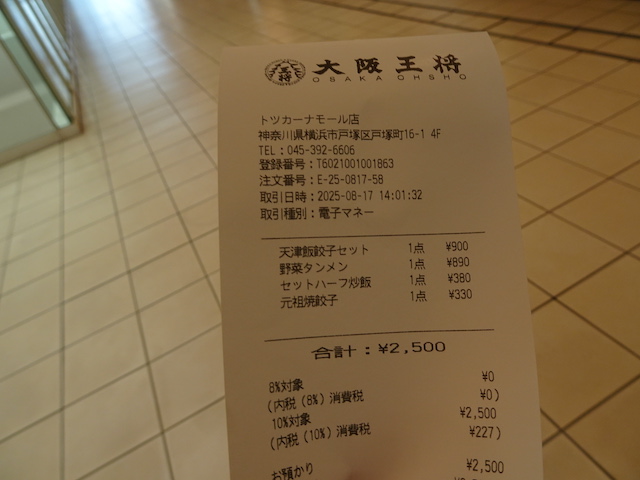 王将
大阪王将
OSAKA OHSHO
トツカーナモール店
神奈川県横浜市戸塚区戸塚町16-1 4F
TEL：045-392-6606
登録番号：T6021001001863
注文番号：E-25-0817-58
取引日時：2025-08-17 14:01:32
取引種別：電子マネー
天津飯餃子セット 1点 ¥900
野菜タンメン 1点 ¥890
セットハーフ炒飯 1点 ¥380
元祖焼餃子 1点 ¥330
合計：¥2,500
8%対象 ¥0
(内税 (8%) 消費税 ¥0)
10%対象 ¥2,500
(内税 (10%) 消費税 ¥227)
お預かり ¥2,500